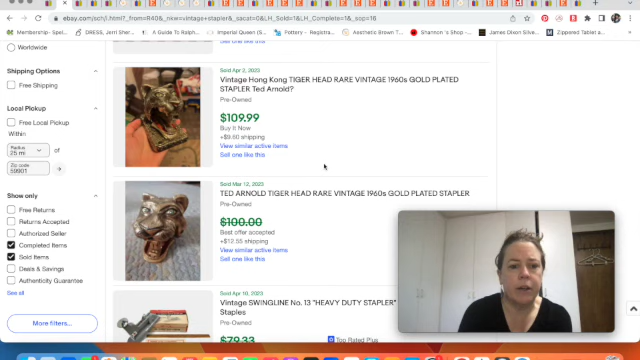 ebay.com/sch/i.html?_from=R40&_nkw=vintage+stapler&_sacat=0&LH_Sold=1&LH_Complete=1&_sop=16
Membership - Spel...
DRESS, Jerri Sher...
A Guide To Ralph...
Imperial Queen (S...
Pottery - Registra...
Aesthetic Brown T...
Shannon 's Shop -...
James Dixon Silver...
Zippered Tablet a...
Worldwide
Shipping Options
Free Shipping
Local Pickup
Free Local Pickup
Within
Radius
25 mi
of
Zip code
59901
Show only
Free Returns
Returns Accepted
Authorized Seller
Completed Items
Sold Items
Deals & Savings
Authenticity Guarantee
See all
More filters...
Sell one like this
Sold Apr 2, 2023
Vintage Hong Kong TIGER HEAD RARE VINTAGE 1960s GOLD PLATED
STAPLER Ted Arnold?
Pre-Owned
$109.99
Buy It Now
+$9.60 shipping
View similar active items
Sell one like this
Sold Mar 12, 2023
TED ARNOLD TIGER HEAD RARE VINTAGE 1960s GOLD PLATED STAPLER
Pre-Owned
$100.00
Best offer accepted
+$12.55 shipping
View similar active items
Sell one like this
Sold Apr 10, 2023
Vintage SWINGLINE No. 13 "HEAVY DUTY STAPLER"
Staples
Pre-Owned
$79.33
Top Rated Plus